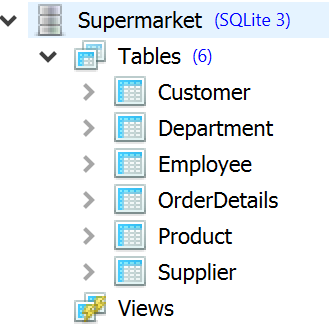 Supermarket (SQLite 3)
Tables (6)
Customer
Department
Employee
OrderDetails
Product
Supplier
Views